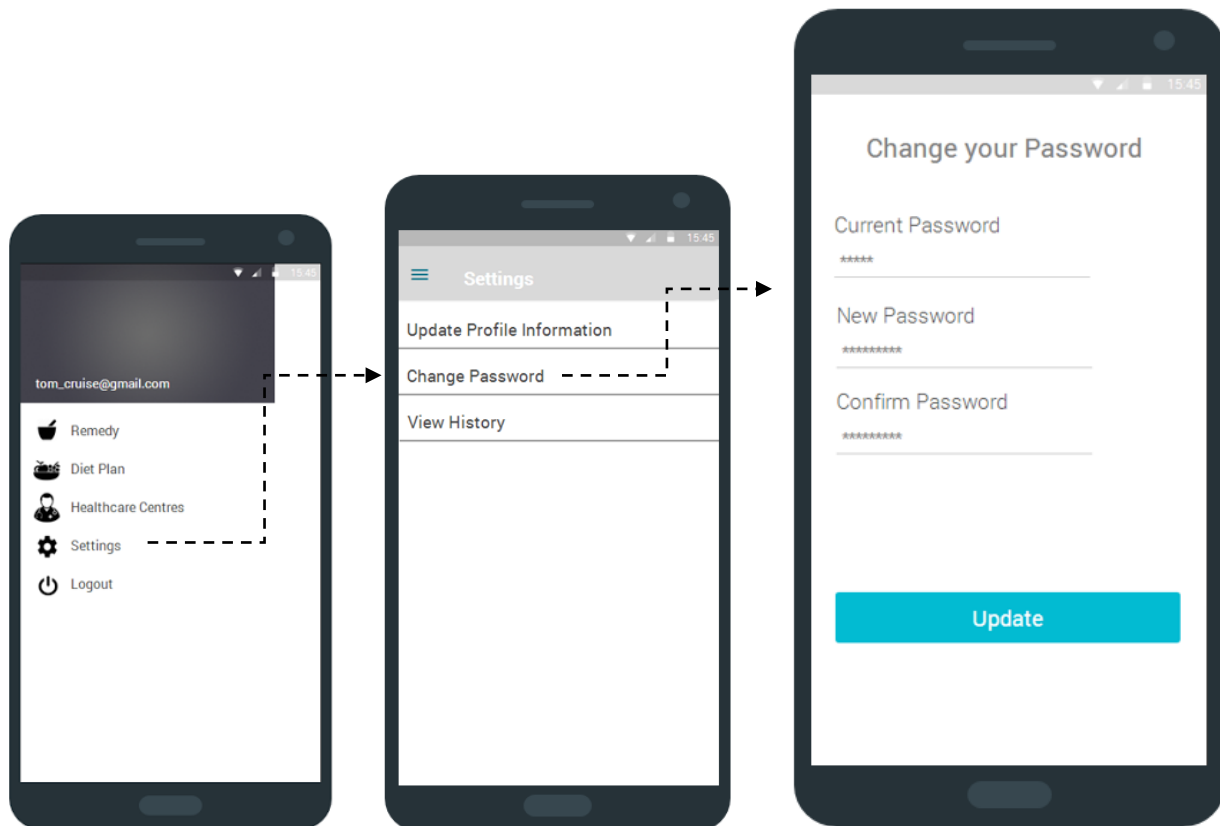 15:45
tom_cruise@gmail.com
Remedy
Diet Plan
Healthcare Centres
Settings
Logout
15:45
Settings
Update Profile Information
Change Password
View History
15:45
Change your Password
Current Password
*****
New Password
*********
Confirm Password
*********
Update